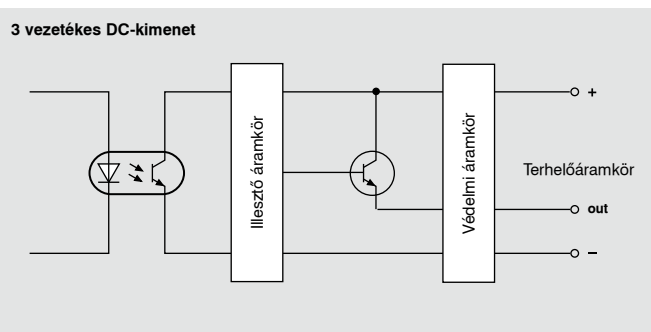 3 vezetékes DC-kimenet
Illesztő áramkör
Védelmi áramkör
+
Terhelőáramkör
out
–